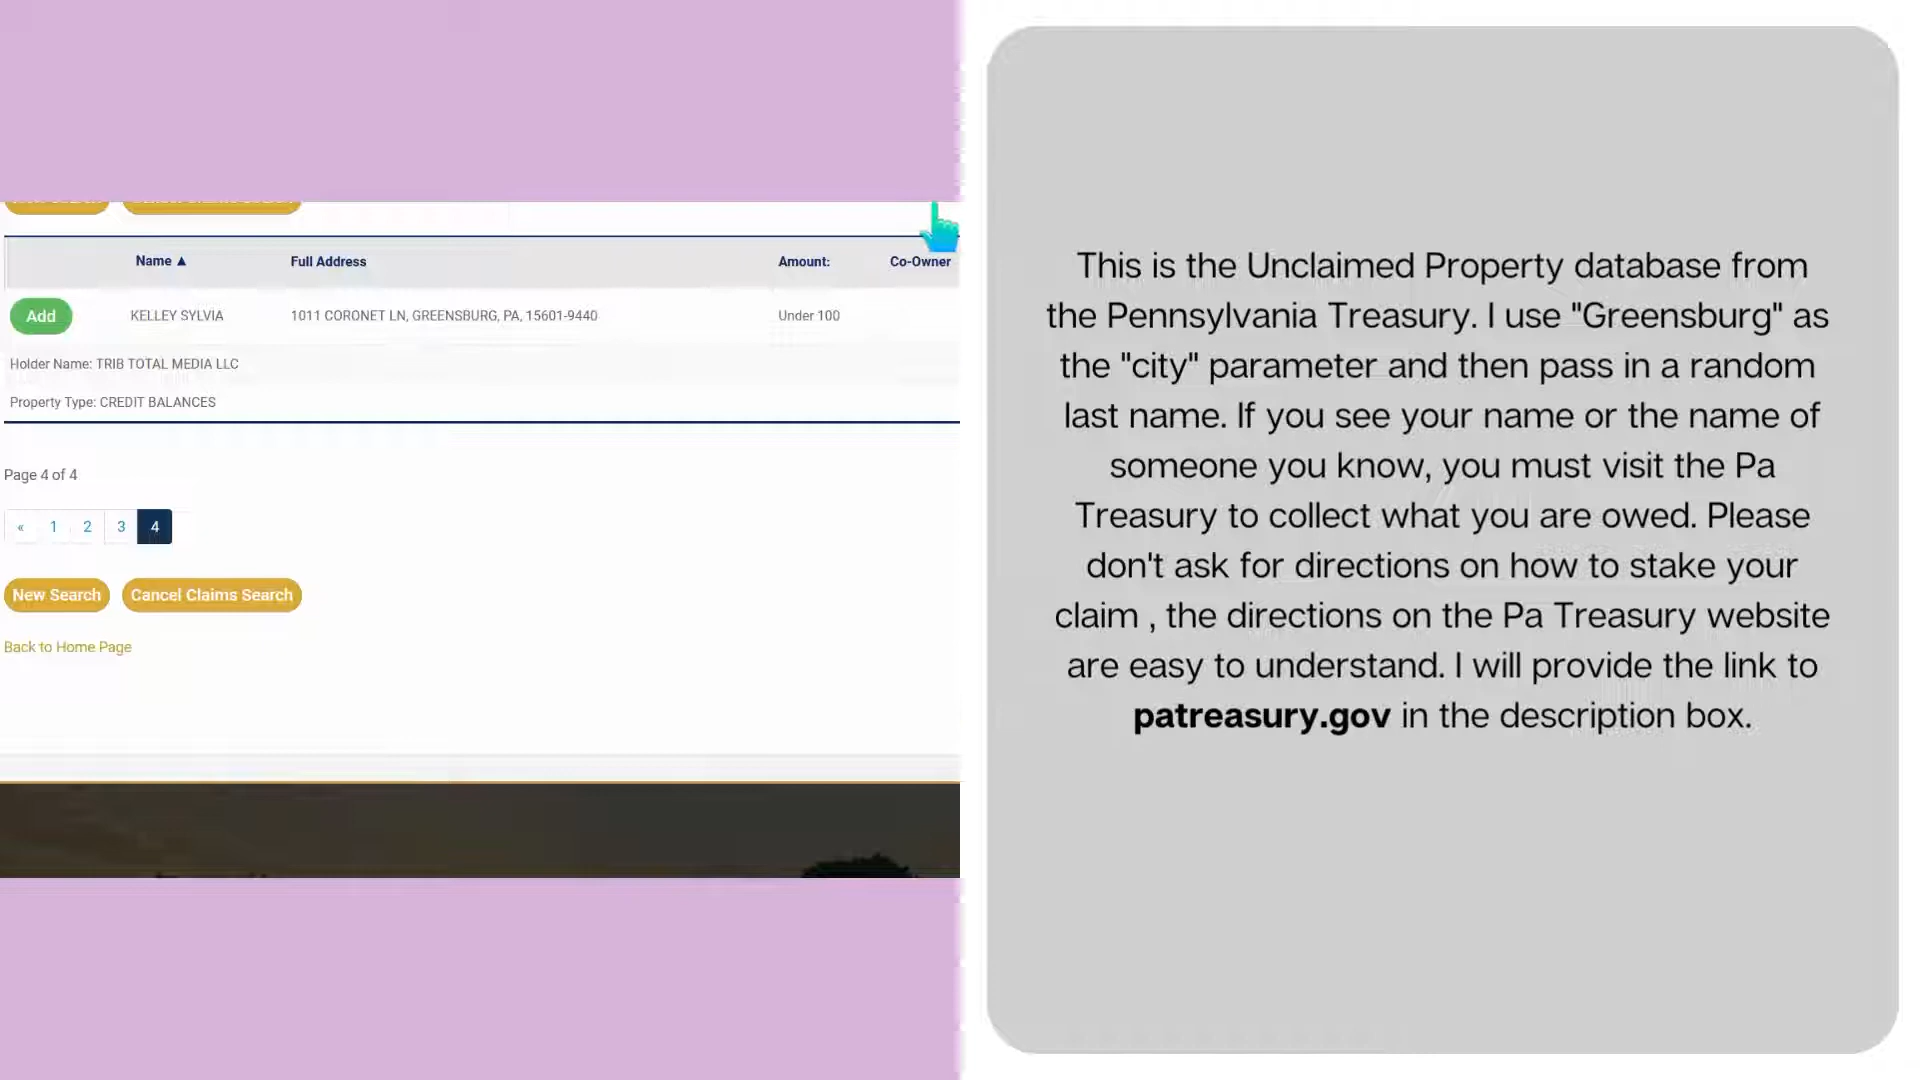 Name ▲ Full Address Amount: Co-Owner
Add KELLEY SYLVIA 1011 CORONET LN, GREENSBURG, PA, 15601-9440 Under 100
Holder Name: TRIB TOTAL MEDIA LLC
Property Type: CREDIT BALANCES
Page 4 of 4
« 1 2 3 4
New Search Cancel Claims Search
Back to Home Page
This is the Unclaimed Property database from
the Pennsylvania Treasury. I use "Greensburg" as
the "city" parameter and then pass in a random
last name. If you see your name or the name of
someone you know, you must visit the Pa
Treasury to collect what you are owed. Please
don't ask for directions on how to stake your
claim , the directions on the Pa Treasury website
are easy to understand. I will provide the link to
patreasury.gov in the description box.